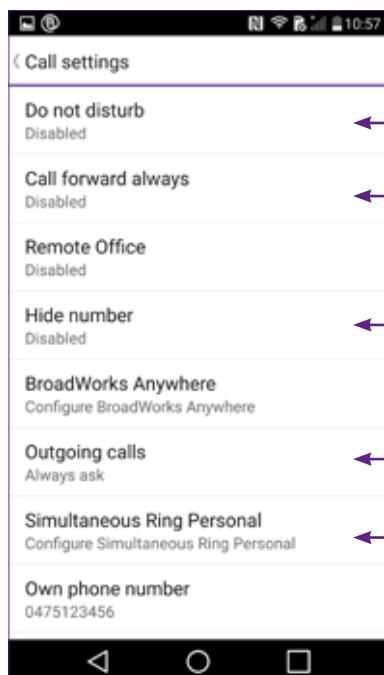 10:57
Call settings
Do not disturb
Disabled
Call forward always
Disabled
Remote Office
Disabled
Hide number
Disabled
BroadWorks Anywhere
Configure BroadWorks Anywhere
Outgoing calls
Always ask
Simultaneous Ring Personal
Configure Simultaneous Ring Personal
Own phone number
0475123456